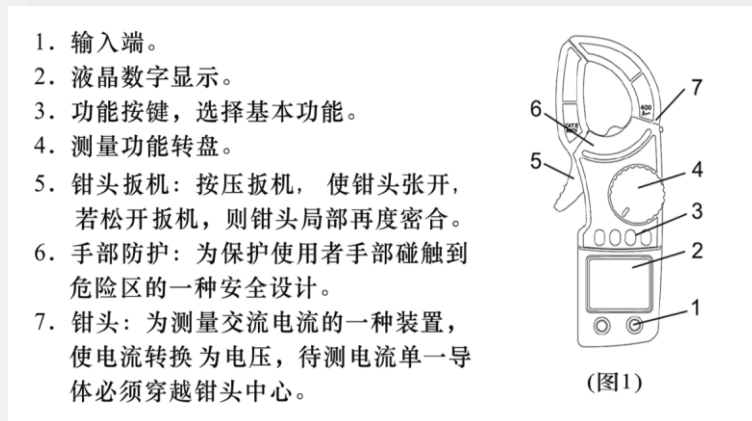 1. 输入端。
2. 液晶数字显示。
3. 功能按键，选择基本功能。
4. 测量功能转盘。
5. 钳头扳机：按压扳机， 使钳头张开，
若松开扳机，则钳头局部再度密合。
6. 手部防护：为保护使用者手部碰触到
危险区的一种安全设计。
7. 钳头：为测量交流电流的一种装置，
使电流转换为电压，待测电流单一导
体必须穿越钳头中心。
7
400
6
5
4
3
2
1
(图1)